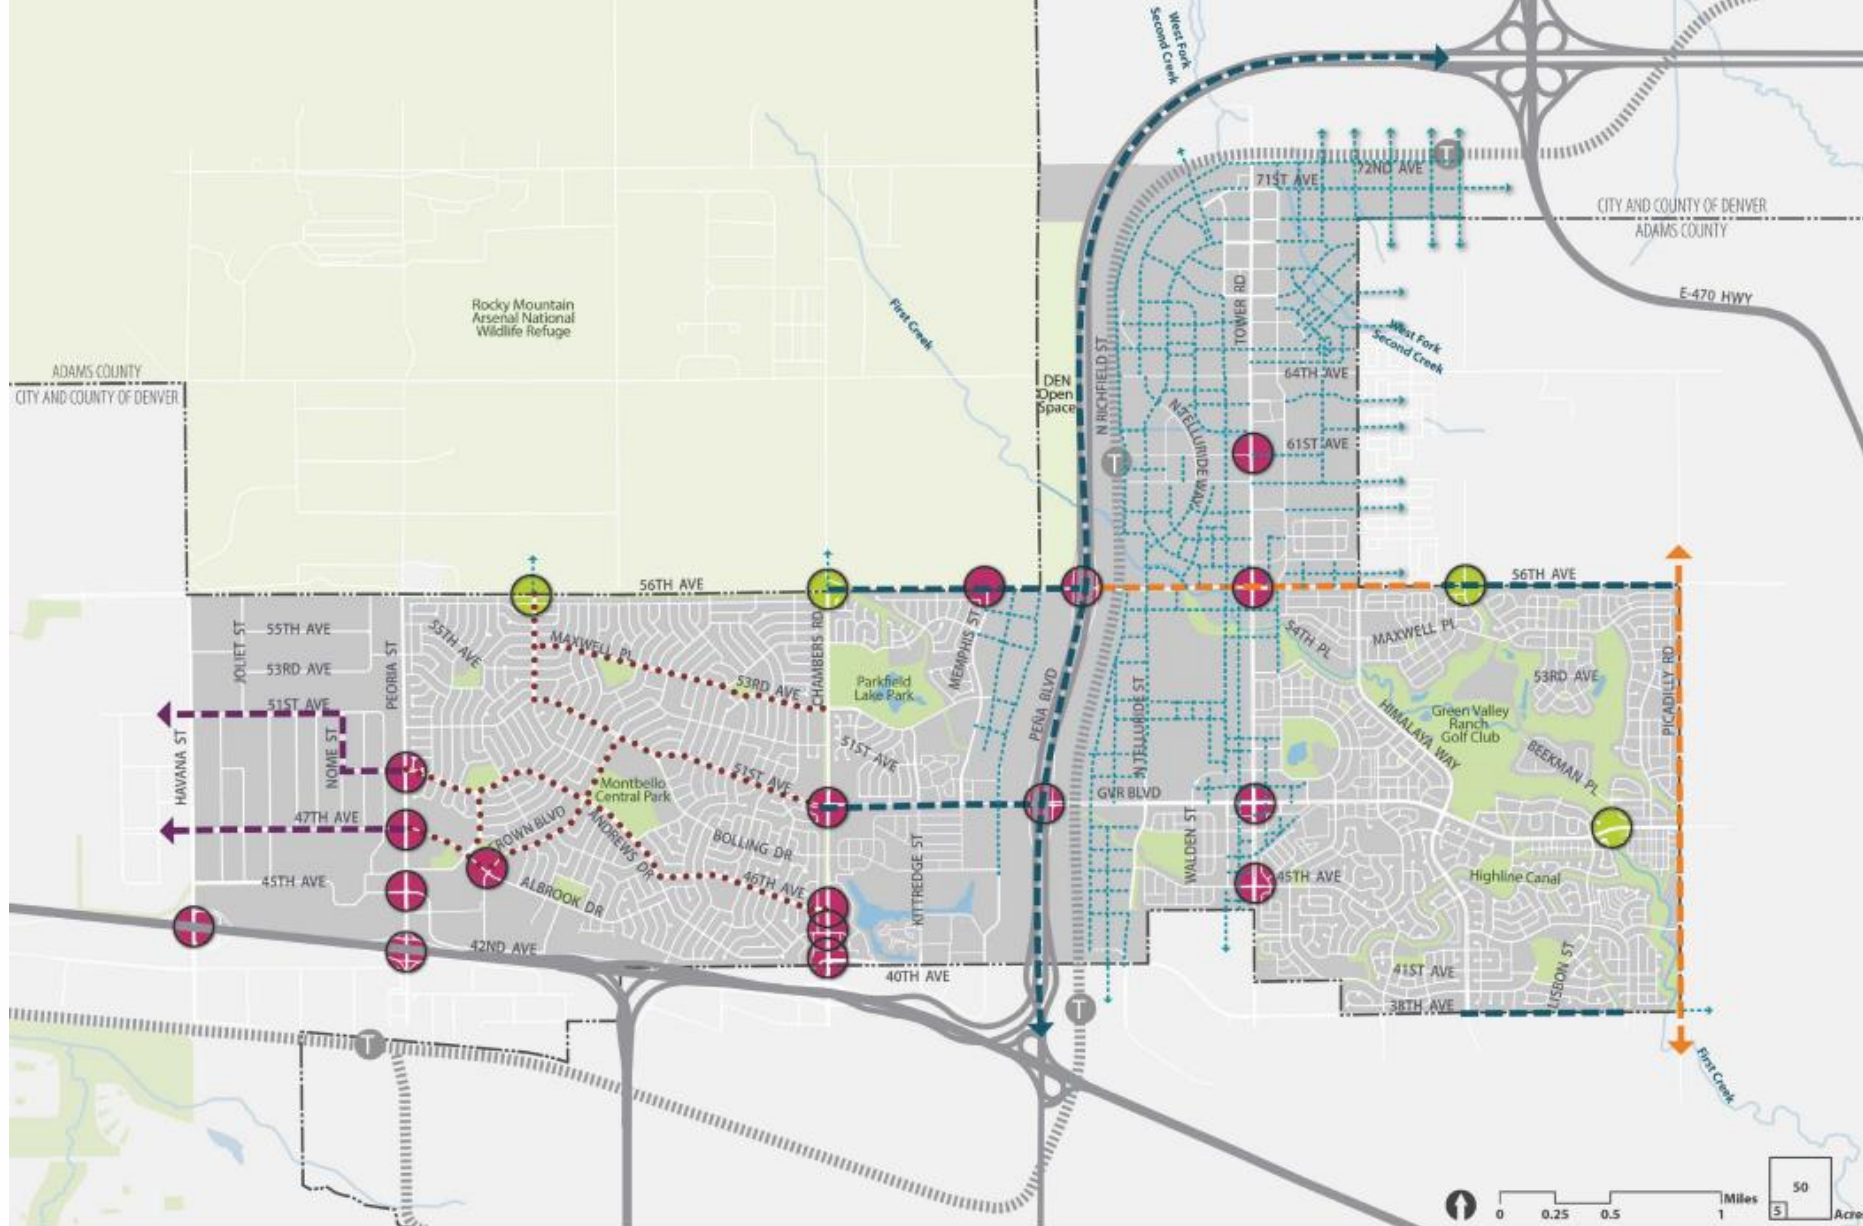 West Fork
Second Creek
T
72ND AVE
71ST AVE
CITY AND COUNTY OF DENVER
ADAMS COUNTY
E-470 HWY
Rocky Mountain
Arsenal National
Wildlife Refuge
First Creek
TOWER RD
N RICHFIELD ST
West Fork
Second Creek
ADAMS COUNTY
CITY AND COUNTY OF DENVER
DEN
Open
Space
64TH AVE
N TELLURIDE WAY
61ST AVE
T
56TH AVE
56TH AVE
JOLIET ST
55TH AVE
PEORIA ST
55TH AVE
MAXWELL PL
CHAMBERS RD
MEMPHIS ST
54TH PL
MAXWELL PL
53RD AVE
53RD AVE
Parkfield
Lake Park
53RD AVE
PICADILLY RD
51ST AVE
NOME ST
HAVANA ST
PEÑA BLVD
N TELLURIDE ST
HIMALAYA WAY
Green Valley
Ranch
Golf Club
51ST AVE
51ST AVE
BEEKMAN PL
Montbello
Central Park
GVR BLVD
47TH AVE
CROWN BLVD
ANDREWS DR
BOLLING DR
KITTREDGE ST
WALDEN ST
45TH AVE
ALBROOK DR
46TH AVE
45TH AVE
Highline Canal
42ND AVE
40TH AVE
41ST AVE
LISBON ST
38TH AVE
T
T
First Creek
0
0.25
0.5
1
Miles
50
5
Acre